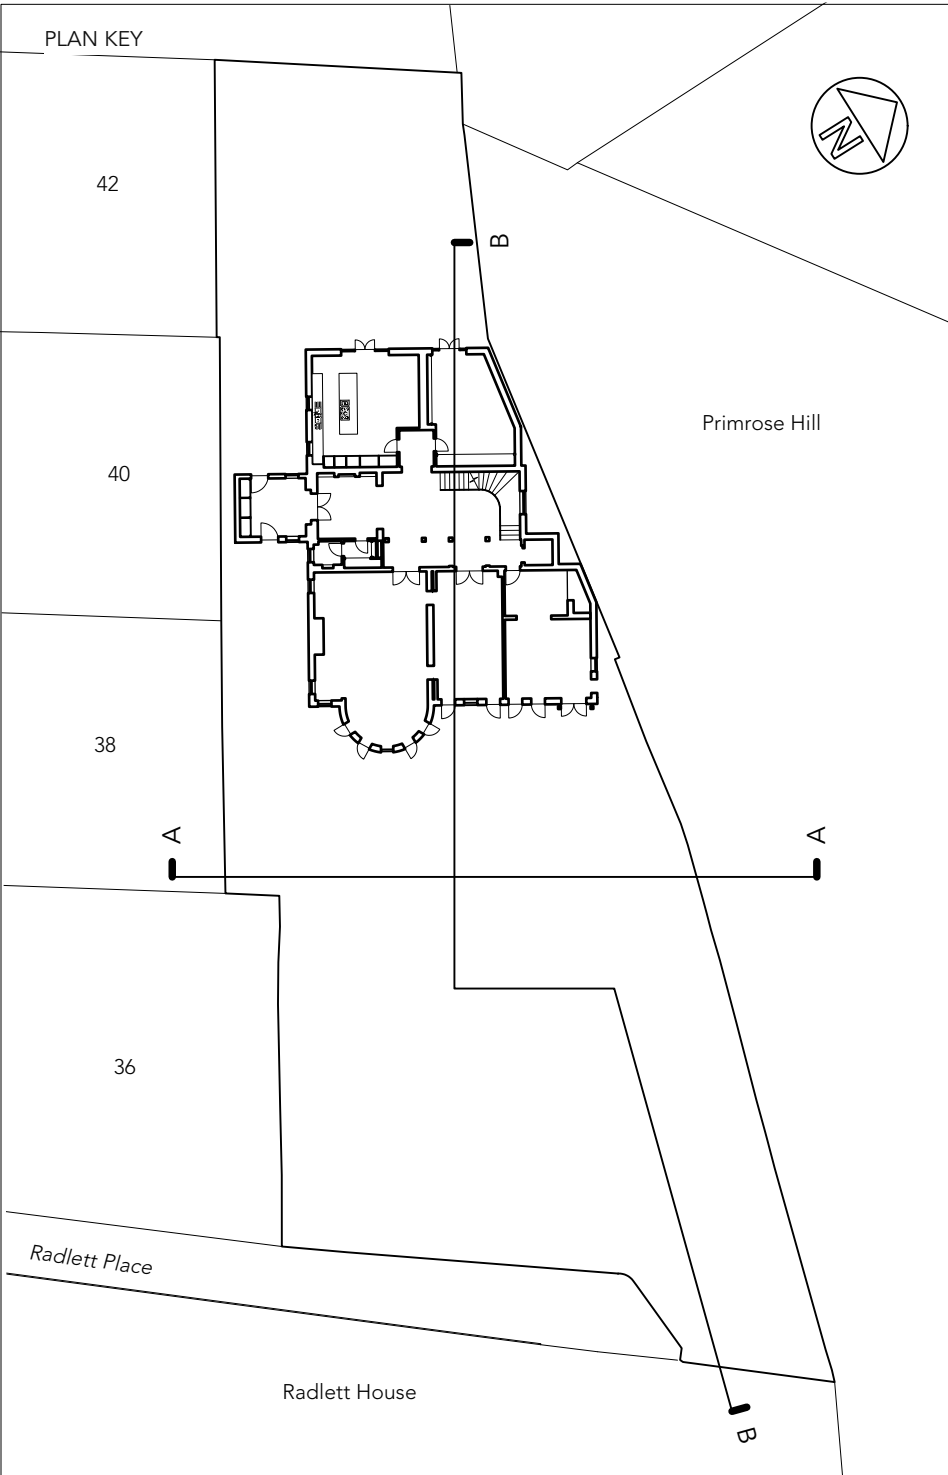 PLAN KEY
N
42
B
Primrose Hill
40
38
A
A
36
Radlett Place
Radlett House
B